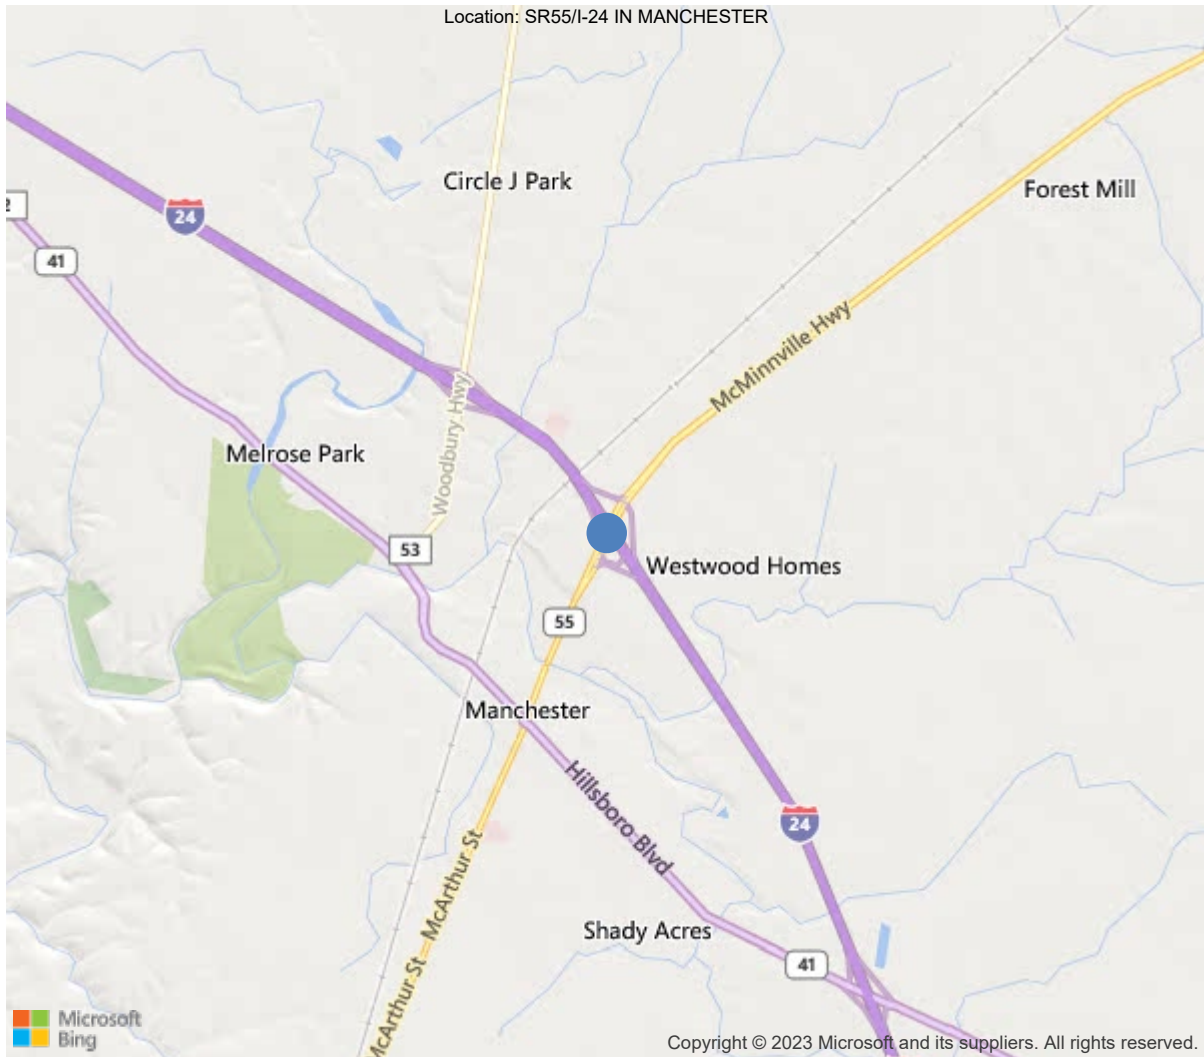 Location: SR55/I-24 IN MANCHESTER
Circle J Park
Forest Mill
24
2
41
McMinnville Hwy
Woodbury Hwy
Melrose Park
53
Westwood Homes
55
Manchester
Hillsboro Blvd
24
McArthur St
Shady Acres
41
McArthur St
Microsoft
Bing
Copyright © 2023 Microsoft and its suppliers. All rights reserved.